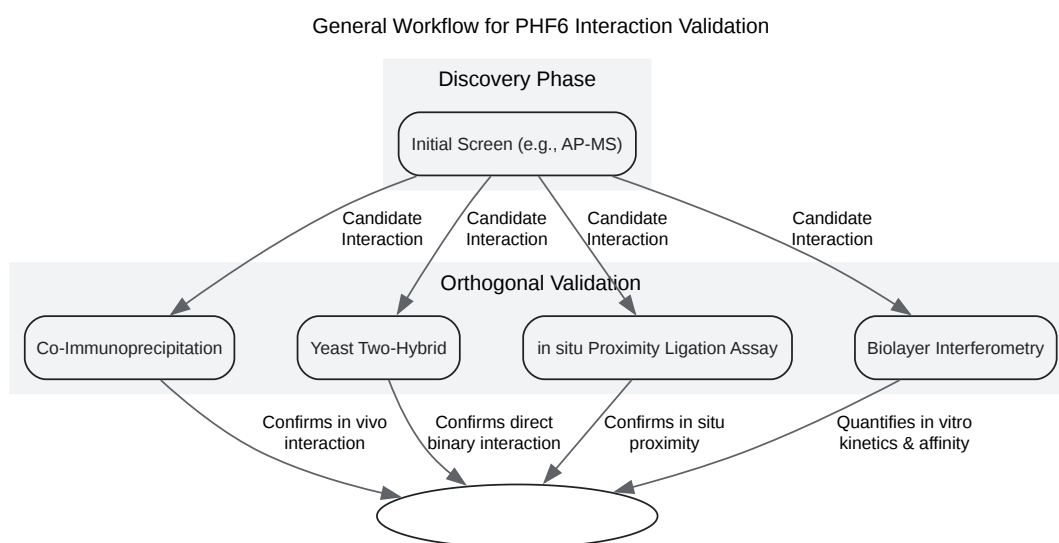 General Workflow for PHF6 Interaction Validation
Discovery Phase
Initial Screen (e.g., AP-MS)
Candidate
Interaction
Candidate
Interaction
Candidate
Interaction
Candidate
Interaction
Orthogonal Validation
Co-Immunoprecipitation
Yeast Two-Hybrid
in situ Proximity Ligation Assay
Biolayer Interferometry
Confirms in vivo
interaction
Confirms direct
binary interaction
Confirms in situ
proximity
Quantifies in vitro
kinetics & affinity